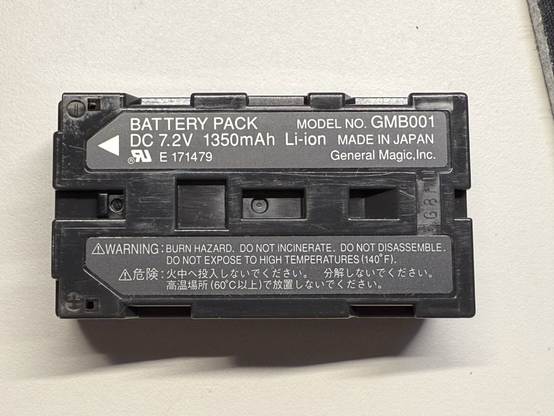 BATTERY PACK MODEL NO. GMB001
DC 7.2V 1350mAh Li-ion MADE IN JAPAN
E 171479 General Magic,Inc.
⚠WARNING: BURN HAZARD. DO NOT INCINERATE. DO NOT DISASSEMBLE.
DO NOT EXPOSE TO HIGH TEMPERATURES (140°F.)
⚠危険: 火中へ投入しないでください。 分解しないでください。
高温場所(60℃以上)で放置しないでください。